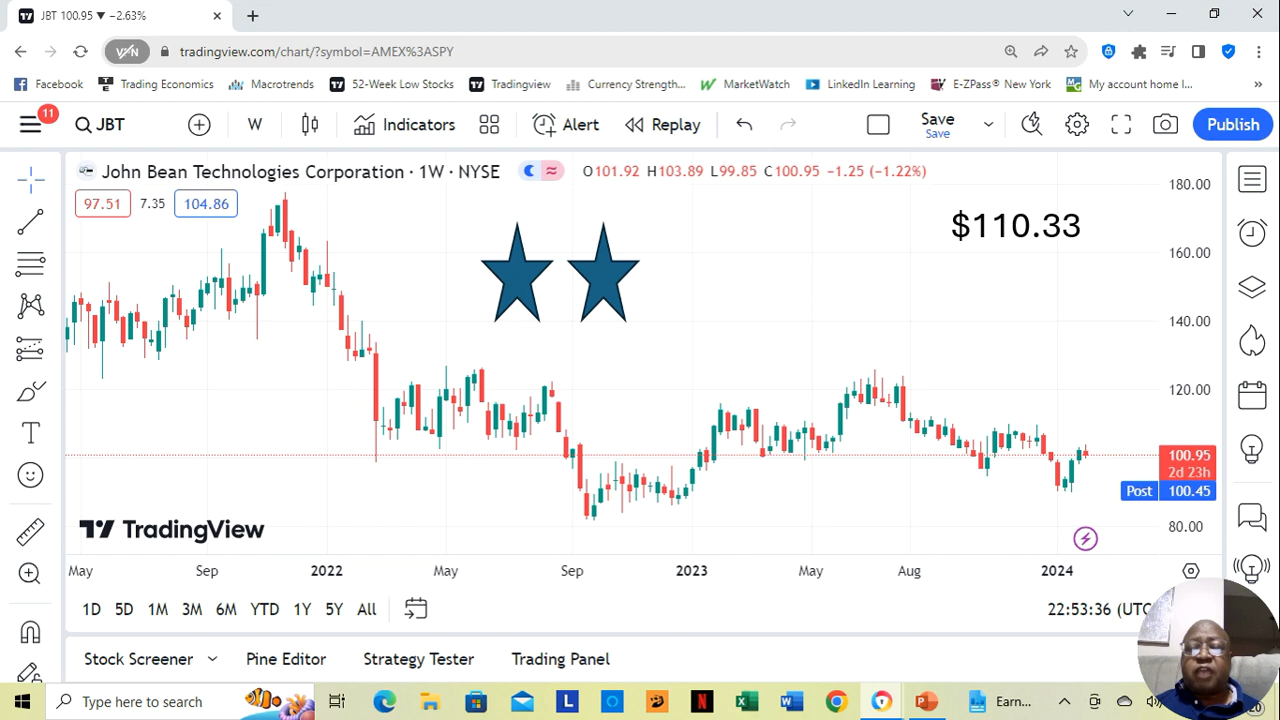 JBT 100.95 ▼ −2.63%
VPN
tradingview.com/chart/?symbol=AMEX%3ASPY
Facebook Trading Economics Macrotrends 52-Week Low Stocks Tradingview Currency Strength... MarketWatch LinkedIn Learning E-ZPass® New York My account home I... »
11
JBT W Indicators Alert Replay Save Publish
Save
John Bean Technologies Corporation · 1W · NYSE O101.92 H103.89 L99.85 C100.95 −1.25 (−1.22%)
180.00
97.51 7.35 104.86
$110.33
160.00
140.00
120.00
100.95
2d 23h
Post 100.45
TradingView
80.00
May Sep 2022 May Sep 2023 May Aug 2024
1D 5D 1M 3M 6M YTD 1Y 5Y All 22:53:36 (UTC
Stock Screener Pine Editor Strategy Tester Trading Panel
Type here to search Earn...